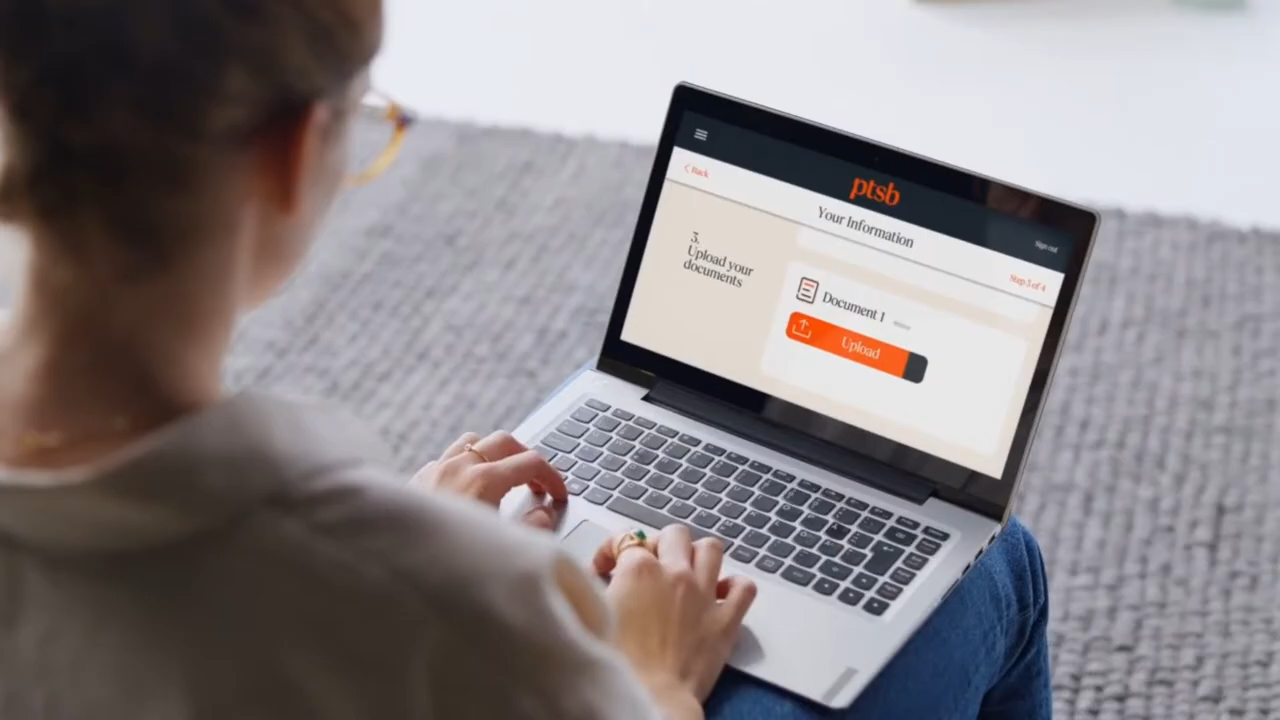 ptsb
Back
Your Information
Sign out
Step 3 of 4
3.
Upload your
documents
Document 1
Upload